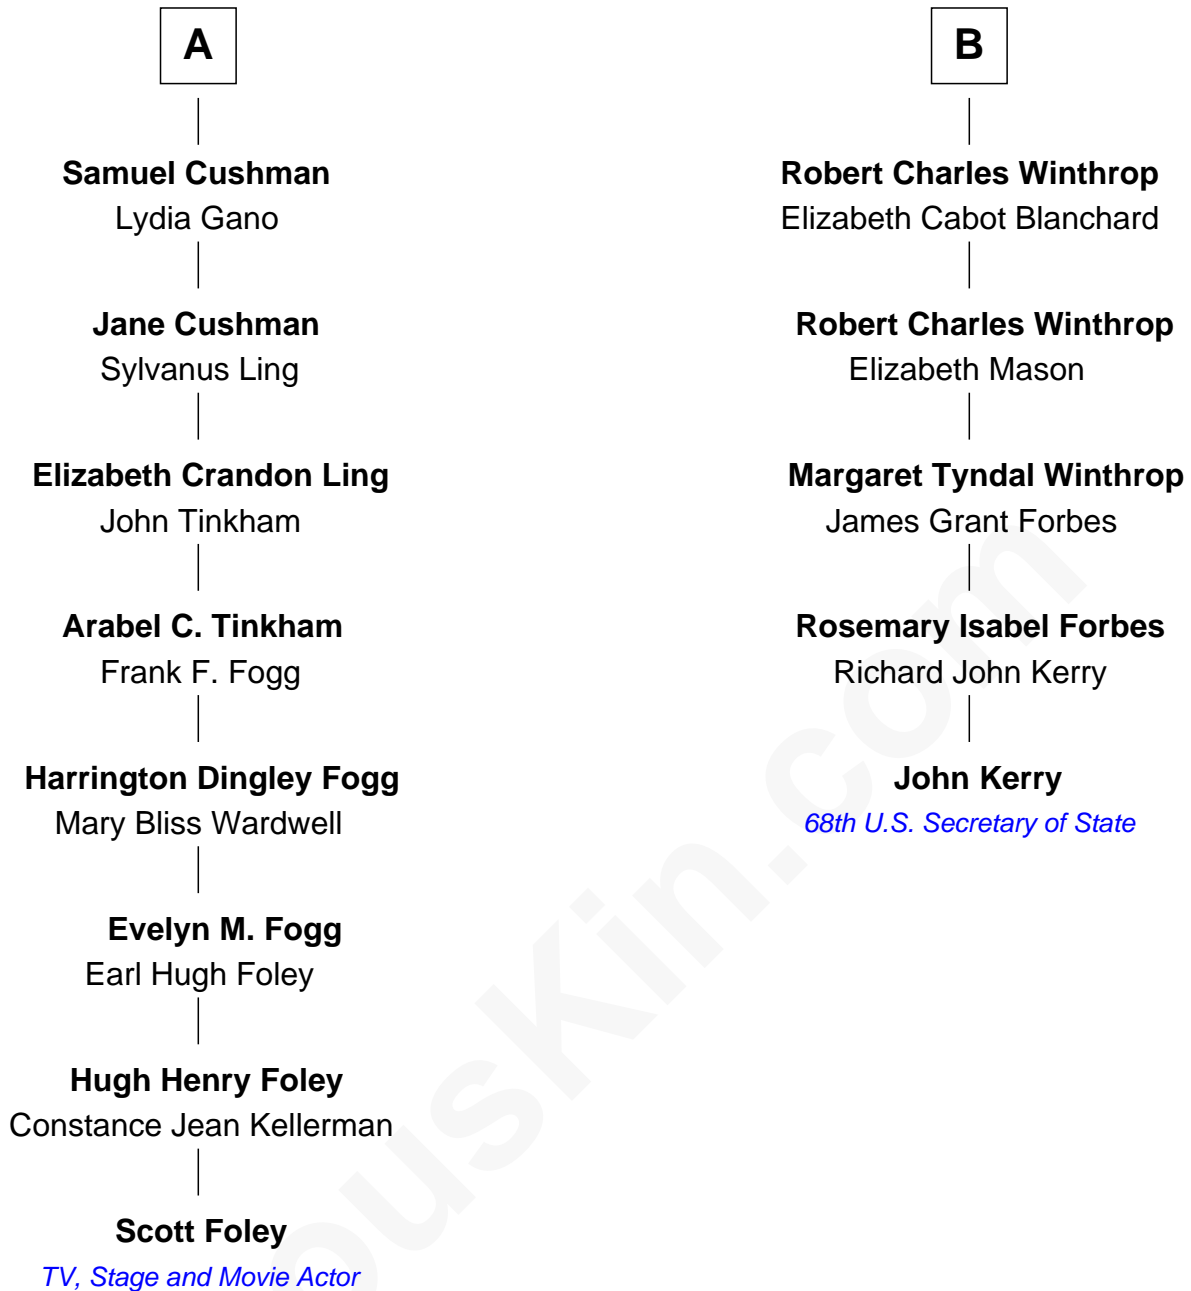 A
Samuel Cushman
Lydia Gano
Jane Cushman
Sylvanus Ling
Elizabeth Crandon Ling
John Tinkham
Arabel C. Tinkham
Frank F. Fogg
Harrington Dingley Fogg
Mary Bliss Wardwell
Evelyn M. Fogg
Earl Hugh Foley
Hugh Henry Foley
Constance Jean Kellerman
Scott Foley
TV, Stage and Movie Actor
B
Robert Charles Winthrop
Elizabeth Cabot Blanchard
Robert Charles Winthrop
Elizabeth Mason
Margaret Tyndal Winthrop
James Grant Forbes
Rosemary Isabel Forbes
Richard John Kerry
John Kerry
68th U.S. Secretary of State
ouskin.com